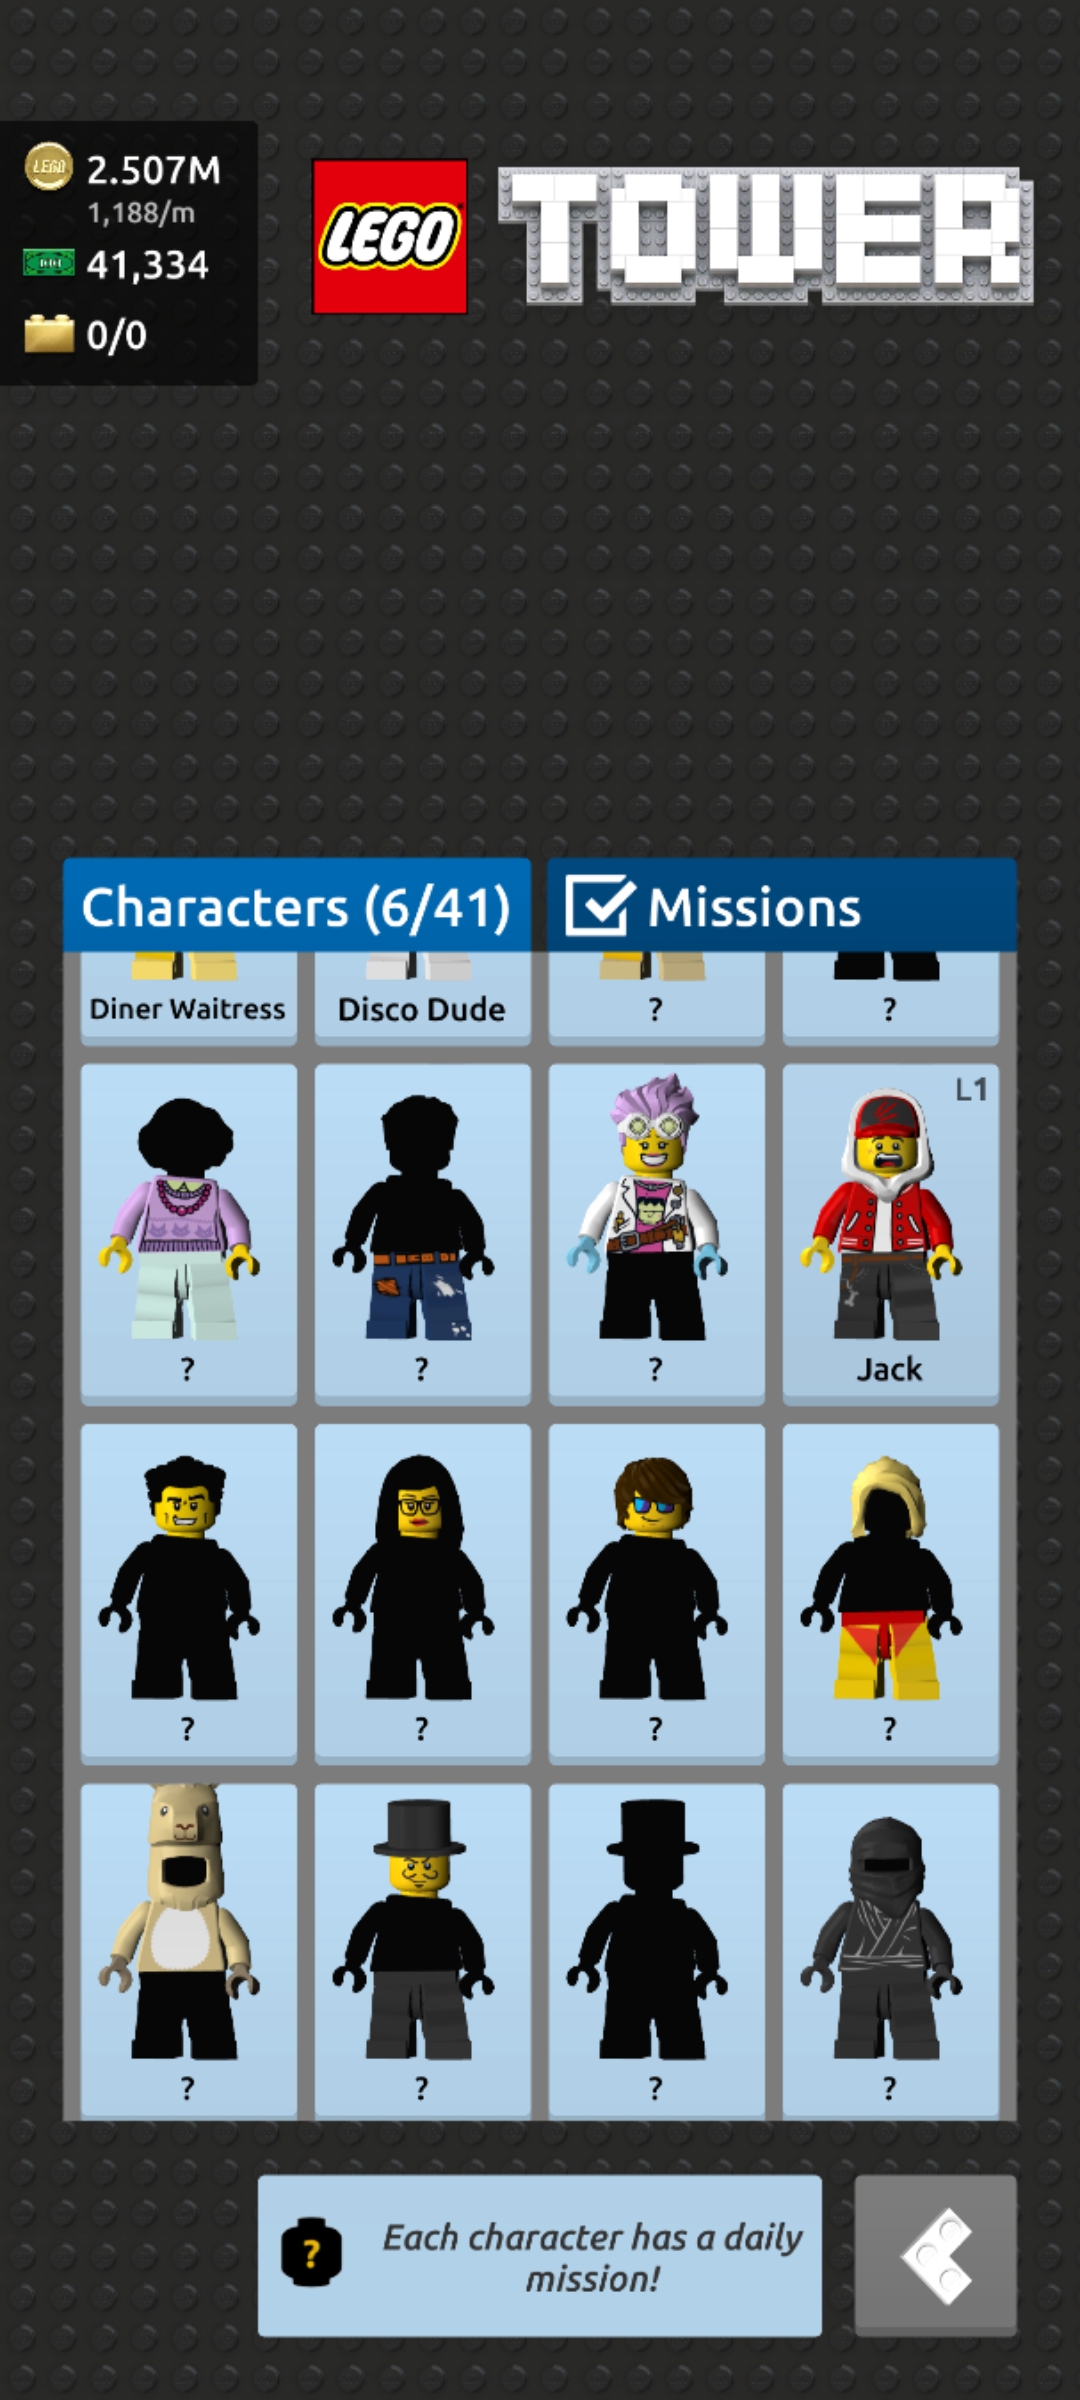 LEGO
2.507M
1,188/m
41,334
0/0
LEGO
TOWER
Characters (6/41)
Missions
Diner Waitress
Disco Dude
?
?
L1
?
?
?
Jack
?
?
?
?
?
?
?
?
?
Each character has a daily
mission!